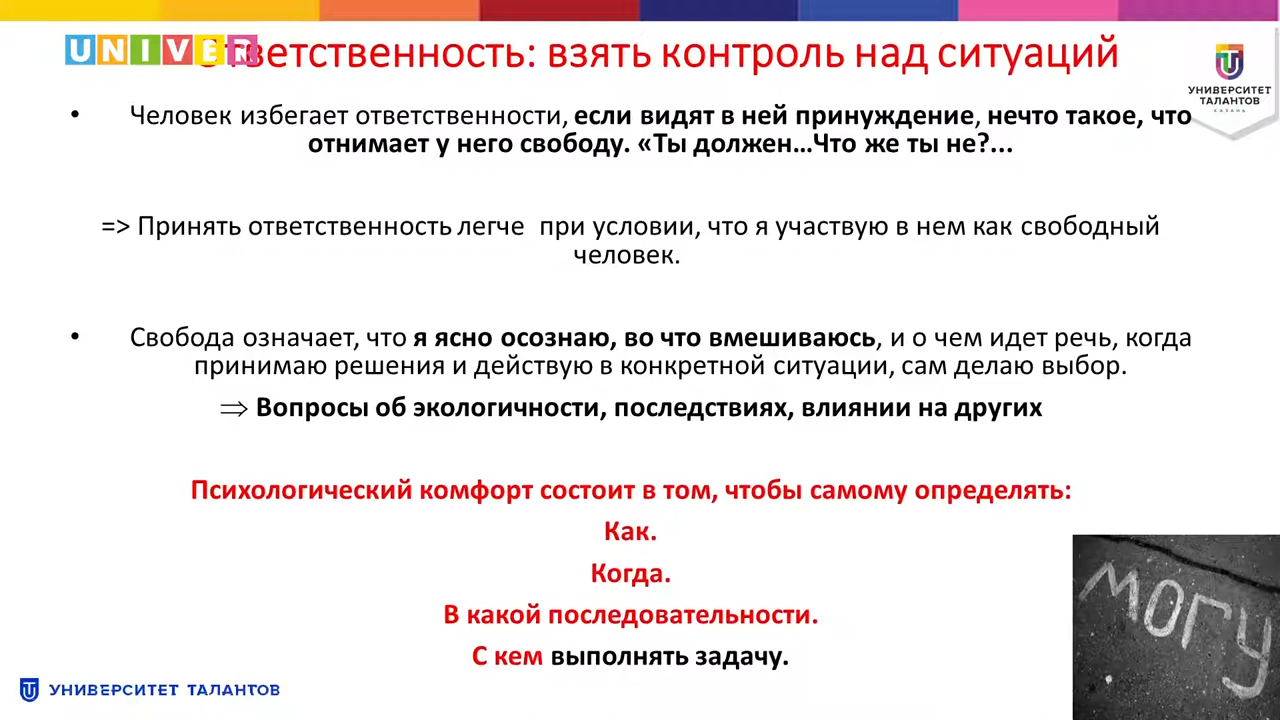 UNIVER
Ответственность: взять контроль над ситуаций
УНИВЕРСИТЕТ
ТАЛАНТОВ
КАЗАНЬ
• Человек избегает ответственности, если видят в ней принуждение, нечто такое, что
отнимает у него свободу. «Ты должен...Что же ты не?...
=> Принять ответственность легче при условии, что я участвую в нем как свободный
человек.
• Свобода означает, что я ясно осознаю, во что вмешиваюсь, и о чем идет речь, когда
принимаю решения и действую в конкретной ситуации, сам делаю выбор.
⇒ Вопросы об экологичности, последствиях, влиянии на других
Психологический комфорт состоит в том, чтобы самому определять:
Как.
Когда.
В какой последовательности.
С кем выполнять задачу.
МОГУ
УНИВЕРСИТЕТ ТАЛАНТОВ